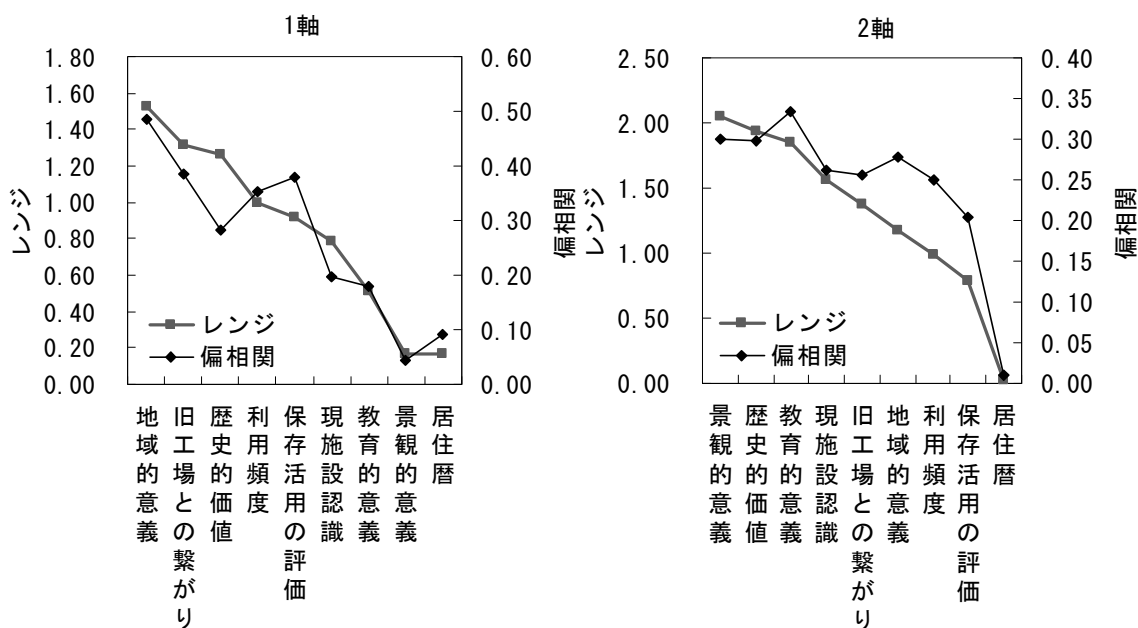 1軸
1.80
1.60
1.40
1.20
1.00
0.80
0.60
0.40
0.20
0.00
レンジ
0.60
0.50
0.40
0.30
0.20
0.10
0.00
偏相関
レンジ
偏相関
地域的意義
旧工場との繋がり
歴史的価値
利用頻度
保存活用の評価
現施設認識
教育的意義
景観的意義
居住暦
2軸
2.50
2.00
1.50
1.00
0.50
0.00
レンジ
0.40
0.35
0.30
0.25
0.20
0.15
0.10
0.05
0.00
偏相関
レンジ
偏相関
景観的意義
歴史的価値
教育的意義
現施設認識
旧工場との繋がり
地域的意義
利用頻度
保存活用の評価
居住暦